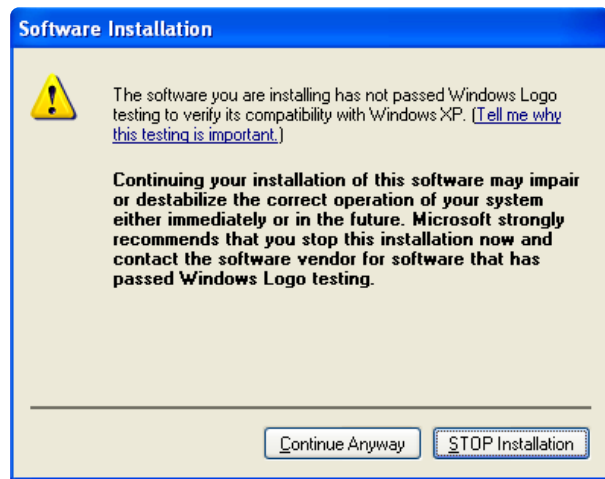 Software Installation
The software you are installing has not passed Windows Logo
testing to verify its compatibility with Windows XP. (Tell me why
this testing is important.)
Continuing your installation of this software may impair
or destabilize the correct operation of your system
either immediately or in the future. Microsoft strongly
recommends that you stop this installation now and
contact the software vendor for software that has
passed Windows Logo testing.
Continue Anyway
STOP Installation